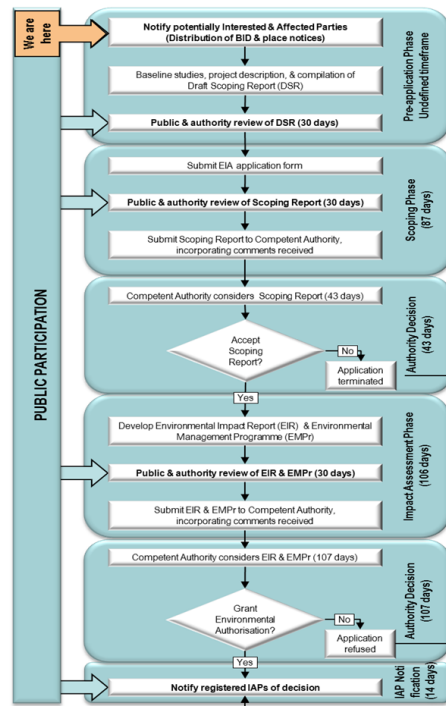 We are
here
Notify potentially Interested & Affected Parties
(Distribution of BID & place notices)
Baseline studies, project description, & compilation of
Draft Scoping Report (DSR)
Public & authority review of DSR (30 days)
Pre-application Phase
Undefined timeframe
Submit EIA application form
Public & authority review of Scoping Report (30 days)
Submit Scoping Report to Competent Authority,
incorporating comments received
Scoping Phase
(87 days)
PUBLIC PARTICIPATION
Competent Authority considers Scoping Report (43 days)
Accept
Scoping
Report?
No
Application
terminated
Yes
Authority Decision
(43 days)
Develop Environmental Impact Report (EIR) & Environmental
Management Programme (EMPr)
Public & authority review of EIR & EMPr (30 days)
Submit EIR & EMPr to Competent Authority,
incorporating comments received
Impact Assessment Phase
(106 days)
Competent Authority considers EIR & EMPr (107 days)
Grant
Environmental
Authorisation?
No
Application
refused
Yes
Authority Decision
(107 days)
Notify registered IAPs of decision
IAP Noti
fication
(14 days)